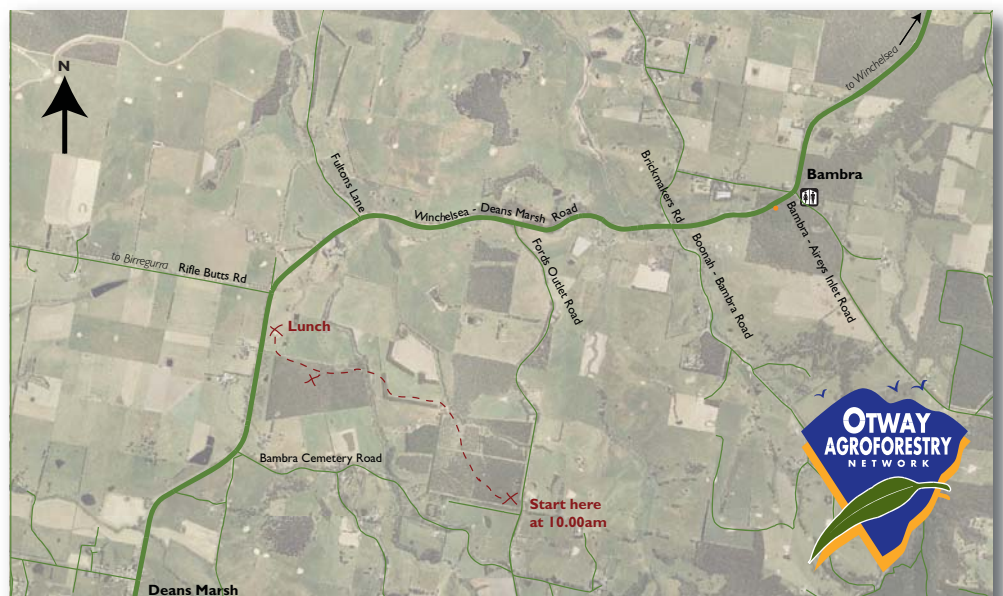 N
to Winchelsea
Bambra
Fultons Lane
Brickmakers Rd
Winchelsea - Deans Marsh Road
Bambra - Aireys Inlet Road
to Birregurra Rifle Butts Rd
Fords Outlet Road
Boonah - Bambra Road
Lunch
OTWAY
AGROFORESTRY
NETWORK
Bambra Cemetery Road
Start here
at 10.00am
Deans Marsh